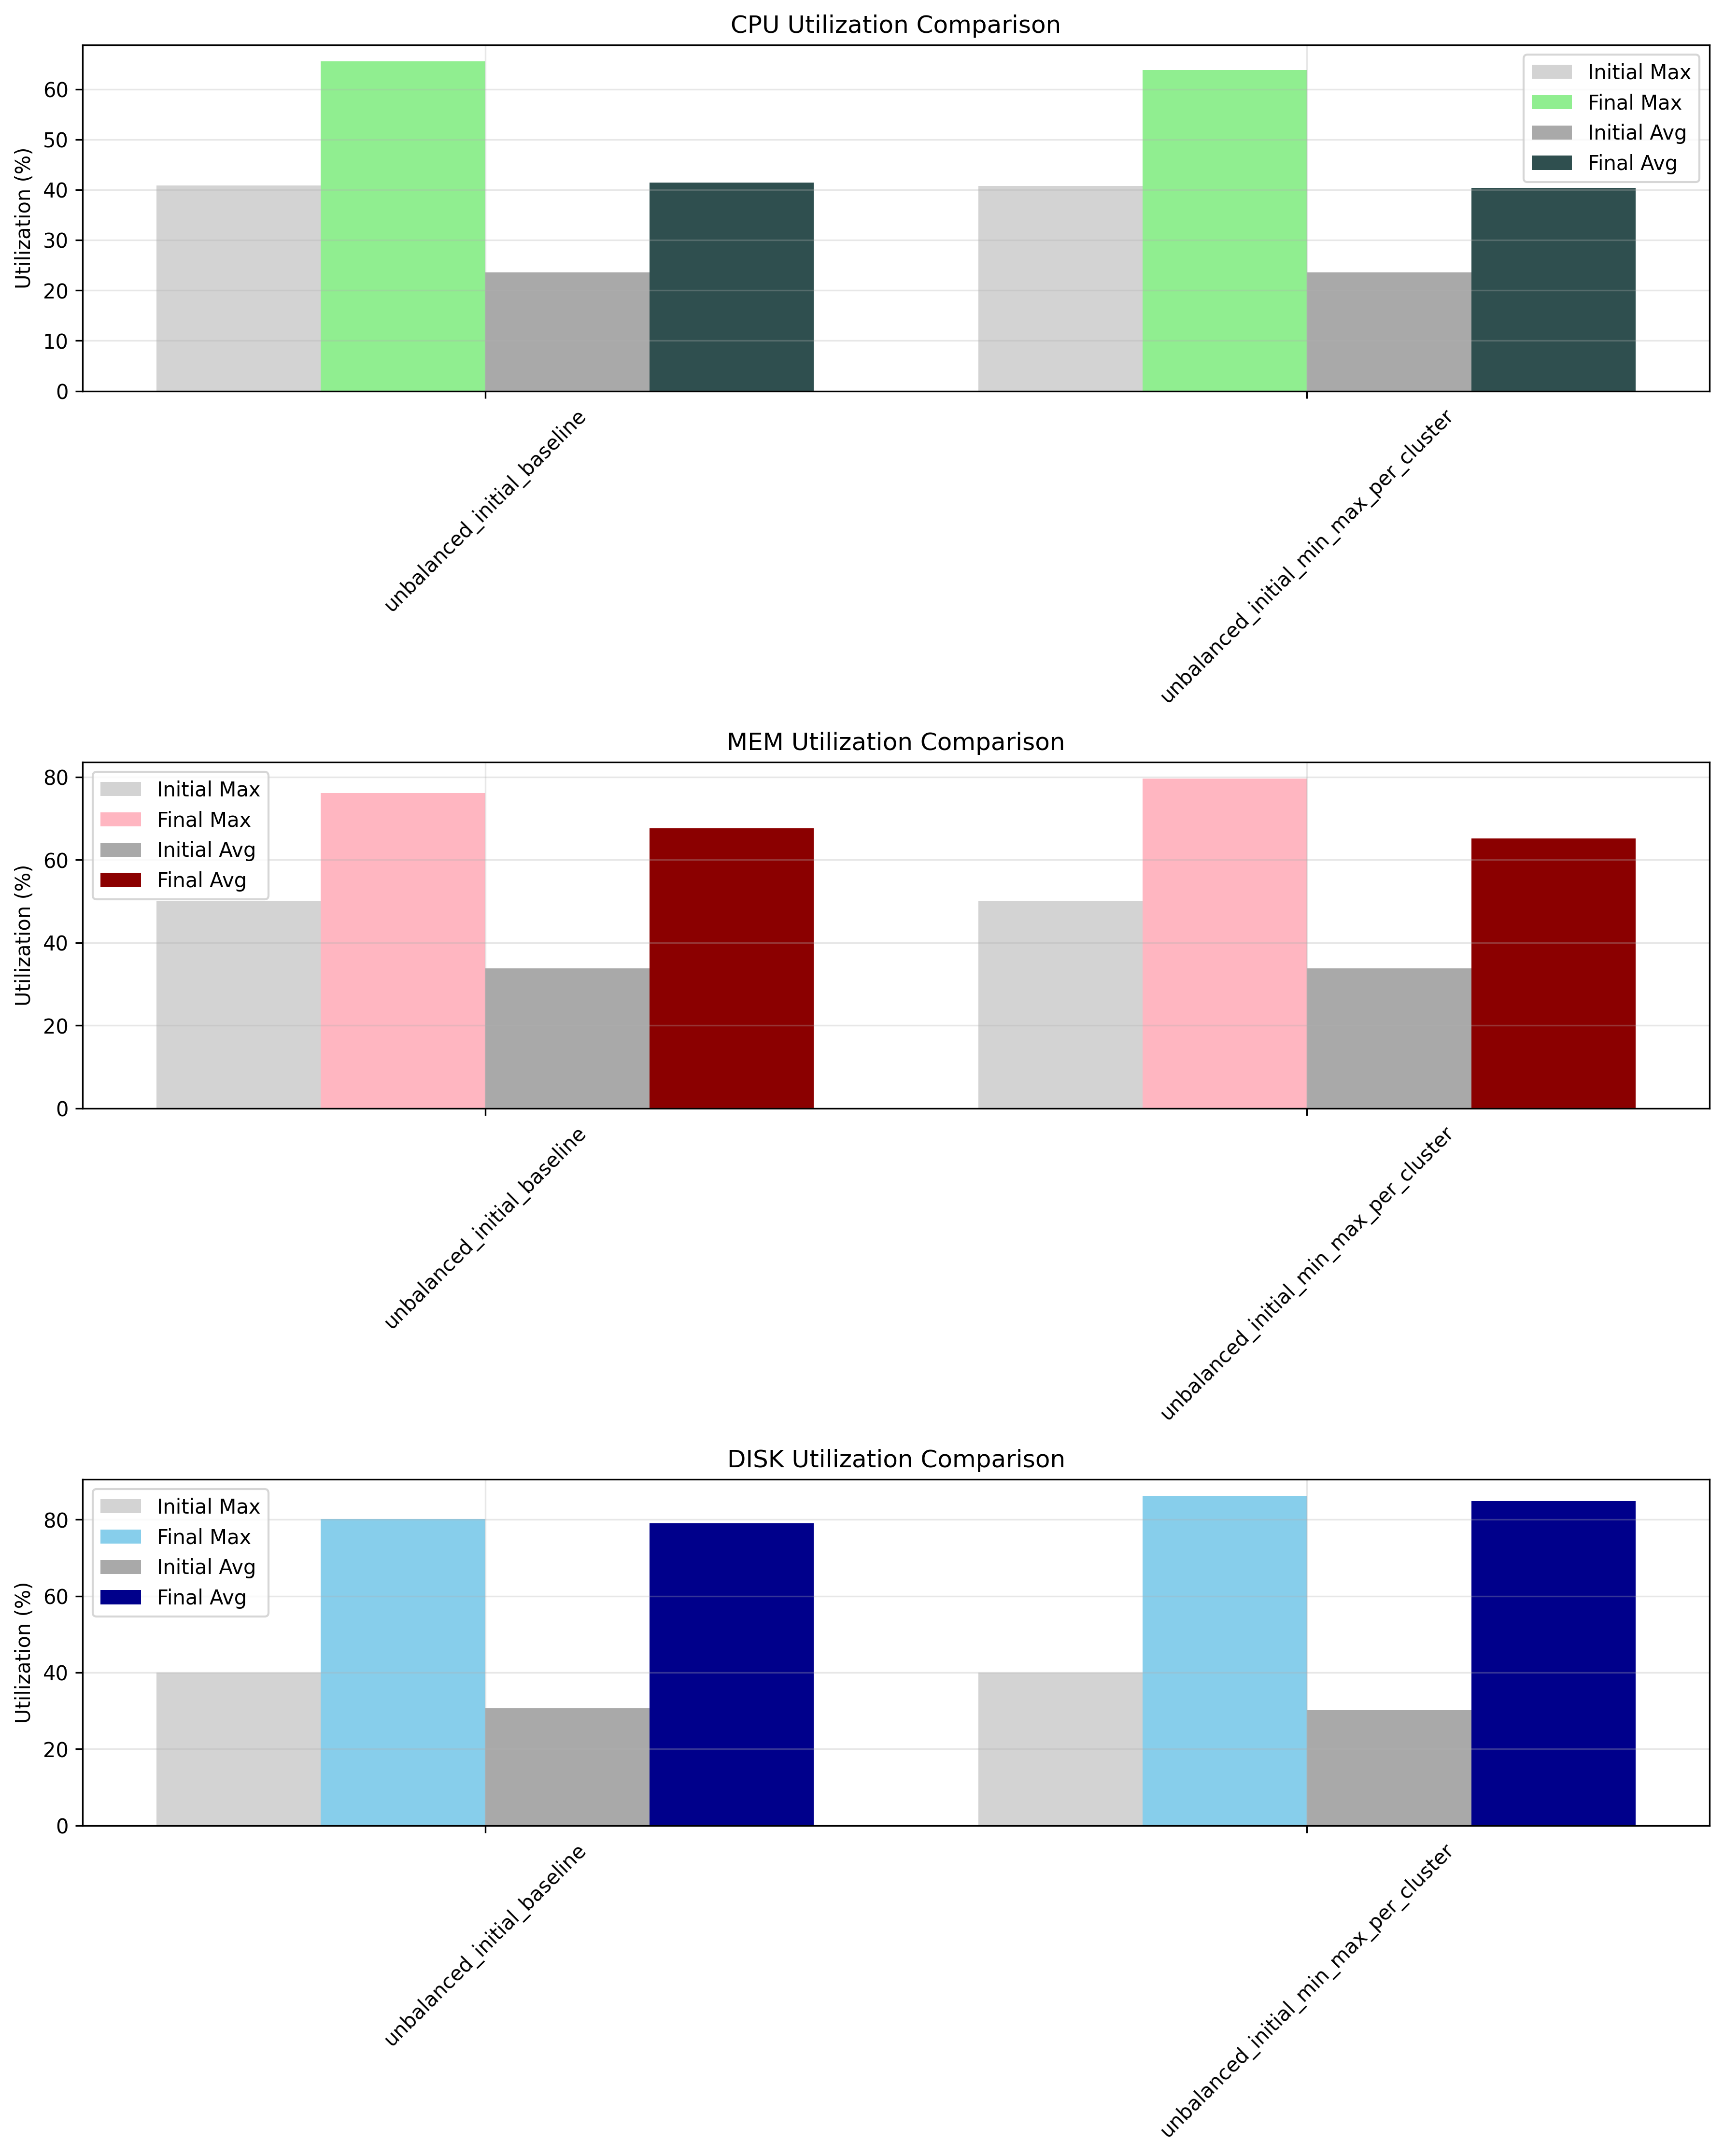 CPU Utilization Comparison
Utilization (%)
60
50
40
30
20
10
0
Initial Max
Final Max
Initial Avg
Final Avg
unbalanced_initial_baseline
unbalanced_initial_min_max_per_cluster
MEM Utilization Comparison
Utilization (%)
80
60
40
20
0
Initial Max
Final Max
Initial Avg
Final Avg
unbalanced_initial_baseline
unbalanced_initial_min_max_per_cluster
DISK Utilization Comparison
Utilization (%)
80
60
40
20
0
Initial Max
Final Max
Initial Avg
Final Avg
unbalanced_initial_baseline
unbalanced_initial_min_max_per_cluster